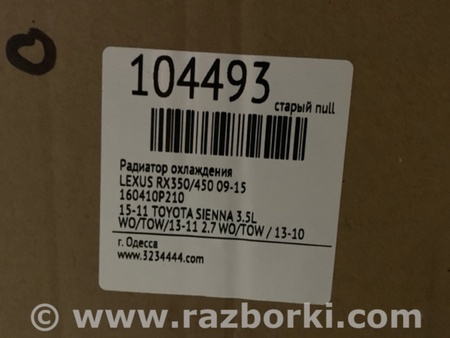 104493
старый null
Радиатор охлаждения
LEXUS RX350/450 09-15
160410P210
15-11 TOYOTA SIENNA 3.5L
WO/TOW/13-11 2.7 WO/TOW / 13-10
г. Одесса
www.3234444.com
© www.razborki.com